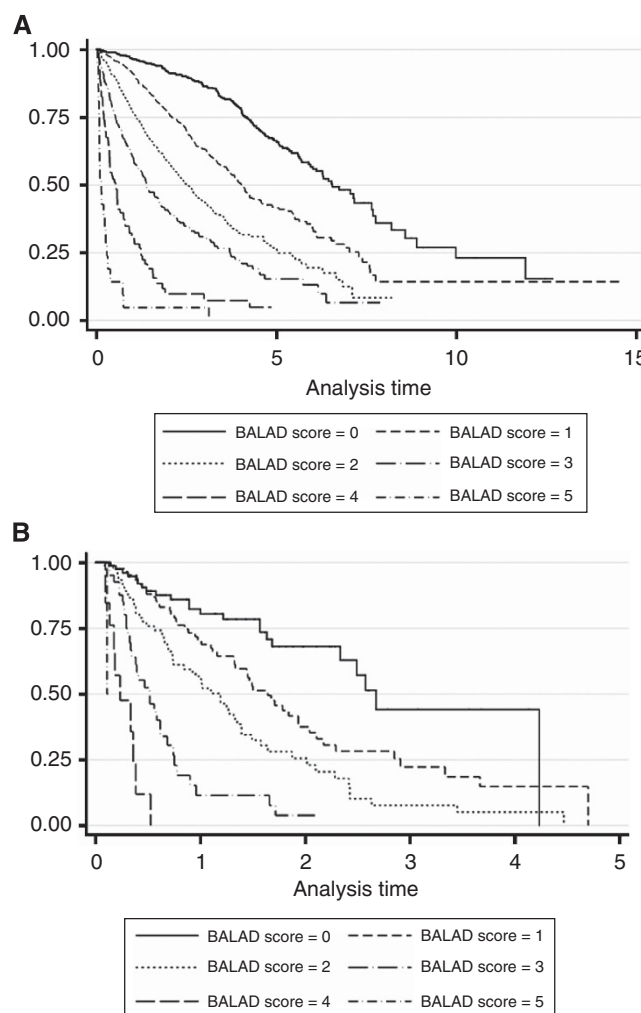 A
1.00
0.75
0.50
0.25
0.00
0 5 10 15
Analysis time
BALAD score = 0 BALAD score = 1
BALAD score = 2 BALAD score = 3
BALAD score = 4 BALAD score = 5
B
1.00
0.75
0.50
0.25
0.00
0 1 2 3 4 5
Analysis time
BALAD score = 0 BALAD score = 1
BALAD score = 2 BALAD score = 3
BALAD score = 4 BALAD score = 5